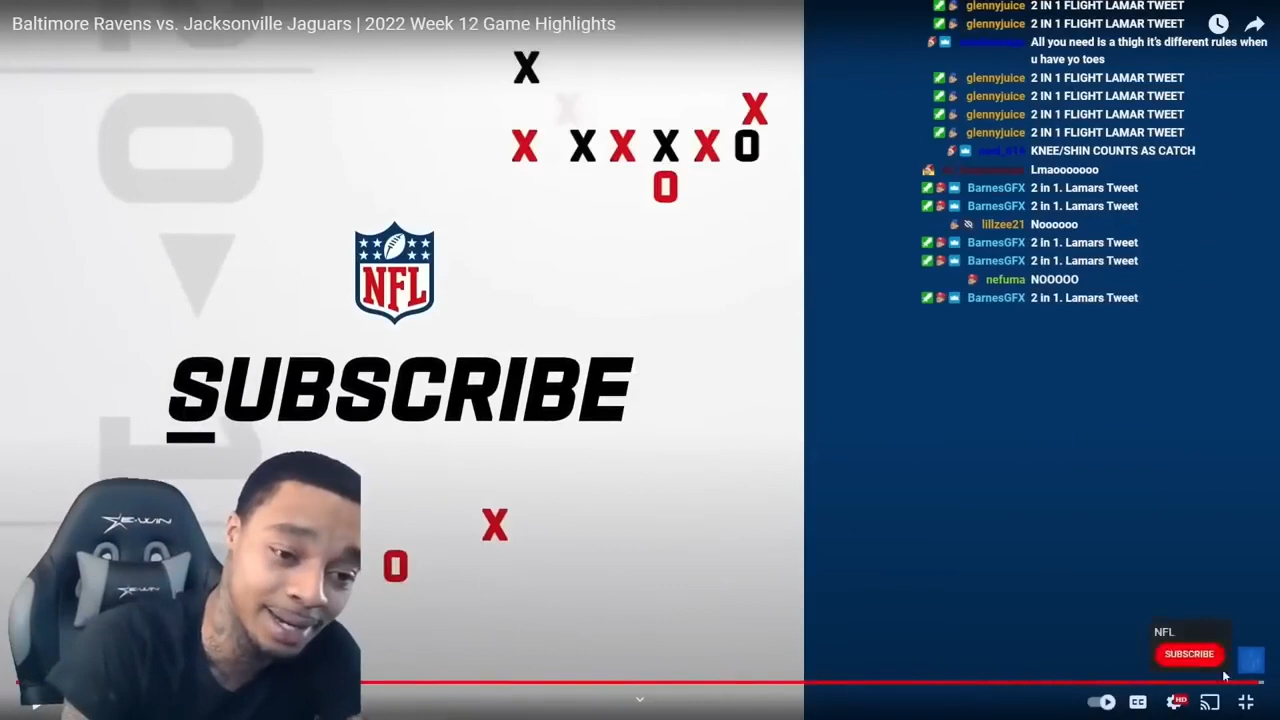 Baltimore Ravens vs. Jacksonville Jaguars | 2022 Week 12 Game Highlights
glennyjuice 2 IN 1 FLIGHT LAMAR TWEET
glennyjuice 2 IN 1 FLIGHT LAMAR TWEET
All you need is a thigh it's different rules when
u have yo toes
glennyjuice 2 IN 1 FLIGHT LAMAR TWEET
glennyjuice 2 IN 1 FLIGHT LAMAR TWEET
glennyjuice 2 IN 1 FLIGHT LAMAR TWEET
glennyjuice 2 IN 1 FLIGHT LAMAR TWEET
KNEE/SHIN COUNTS AS CATCH
Lmaooooooo
BarnesGFX 2 in 1. Lamars Tweet
BarnesGFX 2 in 1. Lamars Tweet
lillzee21 Noooooo
BarnesGFX 2 in 1. Lamars Tweet
BarnesGFX 2 in 1. Lamars Tweet
nefuma NOOOOO
BarnesGFX 2 in 1. Lamars Tweet
X
X
X X X X X O
O
NFL
SUBSCRIBE
X
O
E-WIN
E-WIN
NFL
SUBSCRIBE
CC
HD